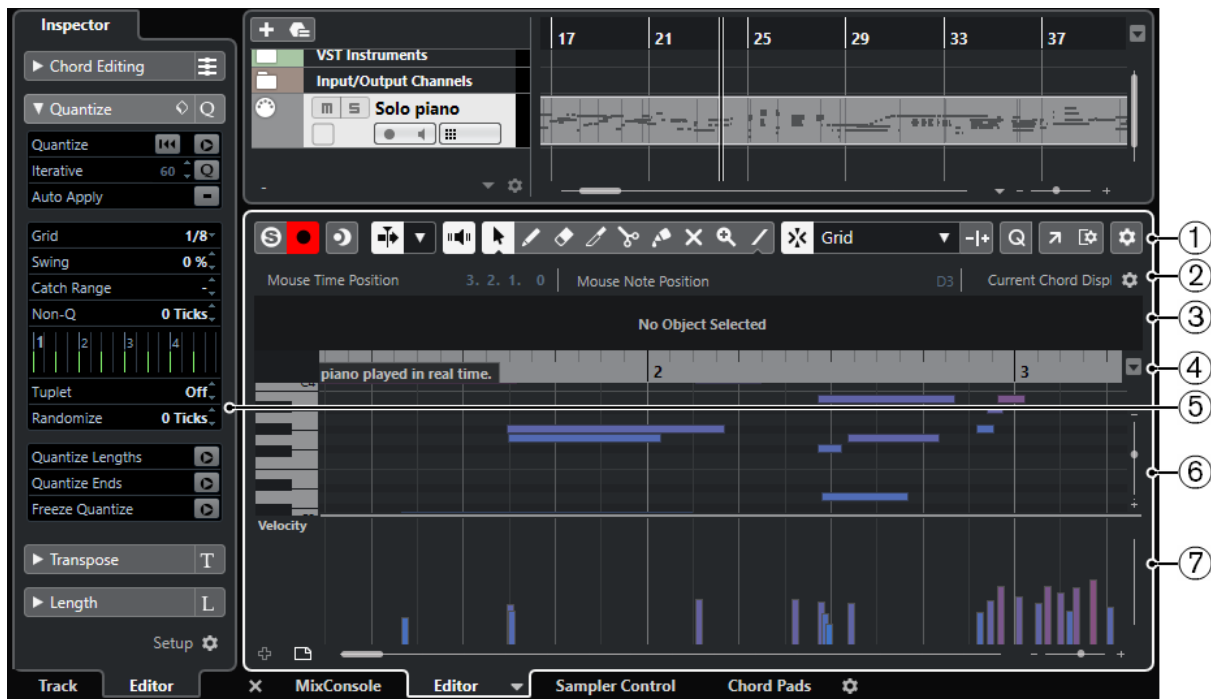 Inspector
Chord Editing
Quantize Q
Quantize
Iterative 60 Q
Auto Apply
Grid 1/8
Swing 0 %
Catch Range -
Non-Q 0 Ticks
1 2 3 4
Tuplet Off
Randomize 0 Ticks
Quantize Lengths
Quantize Ends
Freeze Quantize
Transpose T
Length L
Setup
Track Editor
17 21 25 29 33 37
VST Instruments
Input/Output Channels
m S Solo piano
-
S Grid Q
Mouse Time Position 3. 2. 1. 0 Mouse Note Position D3 Current Chord Displ
No Object Selected
piano played in real time. 2 3
Velocity
MixConsole Editor Sampler Control Chord Pads
1
2
3
4
5
6
7